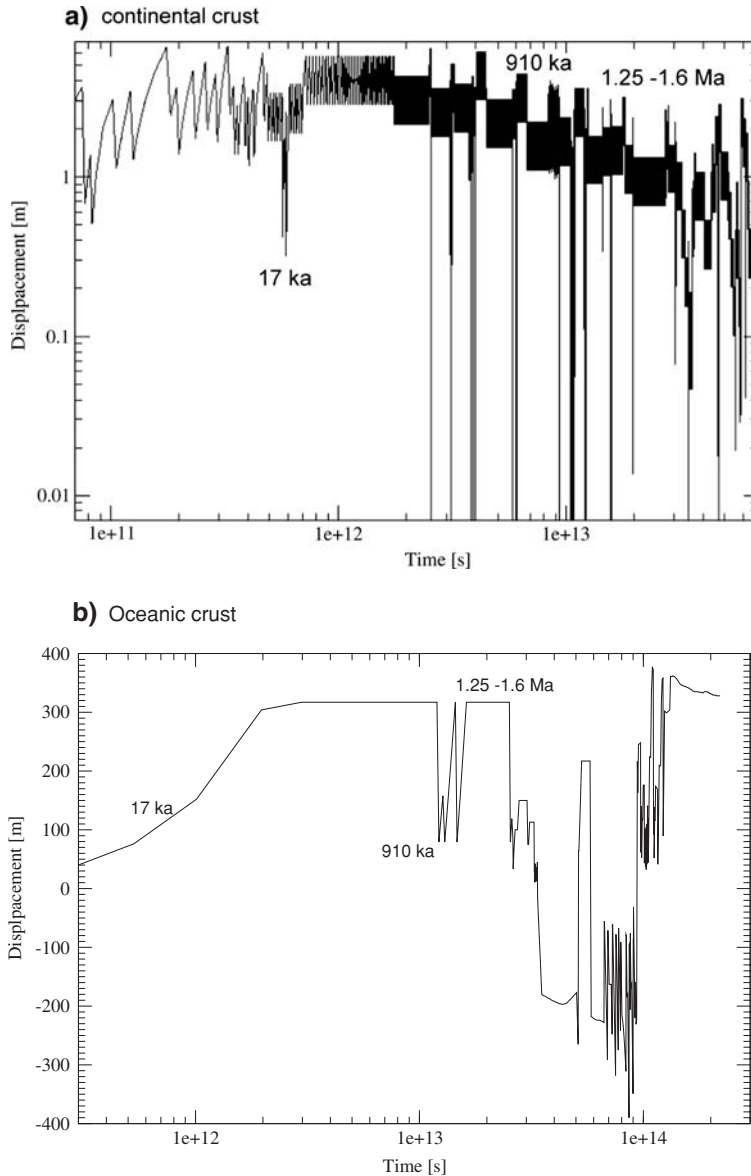 a) continental crust
910 ka
1.25 -1.6 Ma
17 ka
1
0.1
0.01
Displpacement [m]
1e+11
1e+12
1e+13
Time [s]
b) Oceanic crust
400
300
200
100
0
-100
-200
-300
-400
Displpacement [m]
1.25 -1.6 Ma
17 ka
910 ka
1e+12
1e+13
1e+14
Time [s]